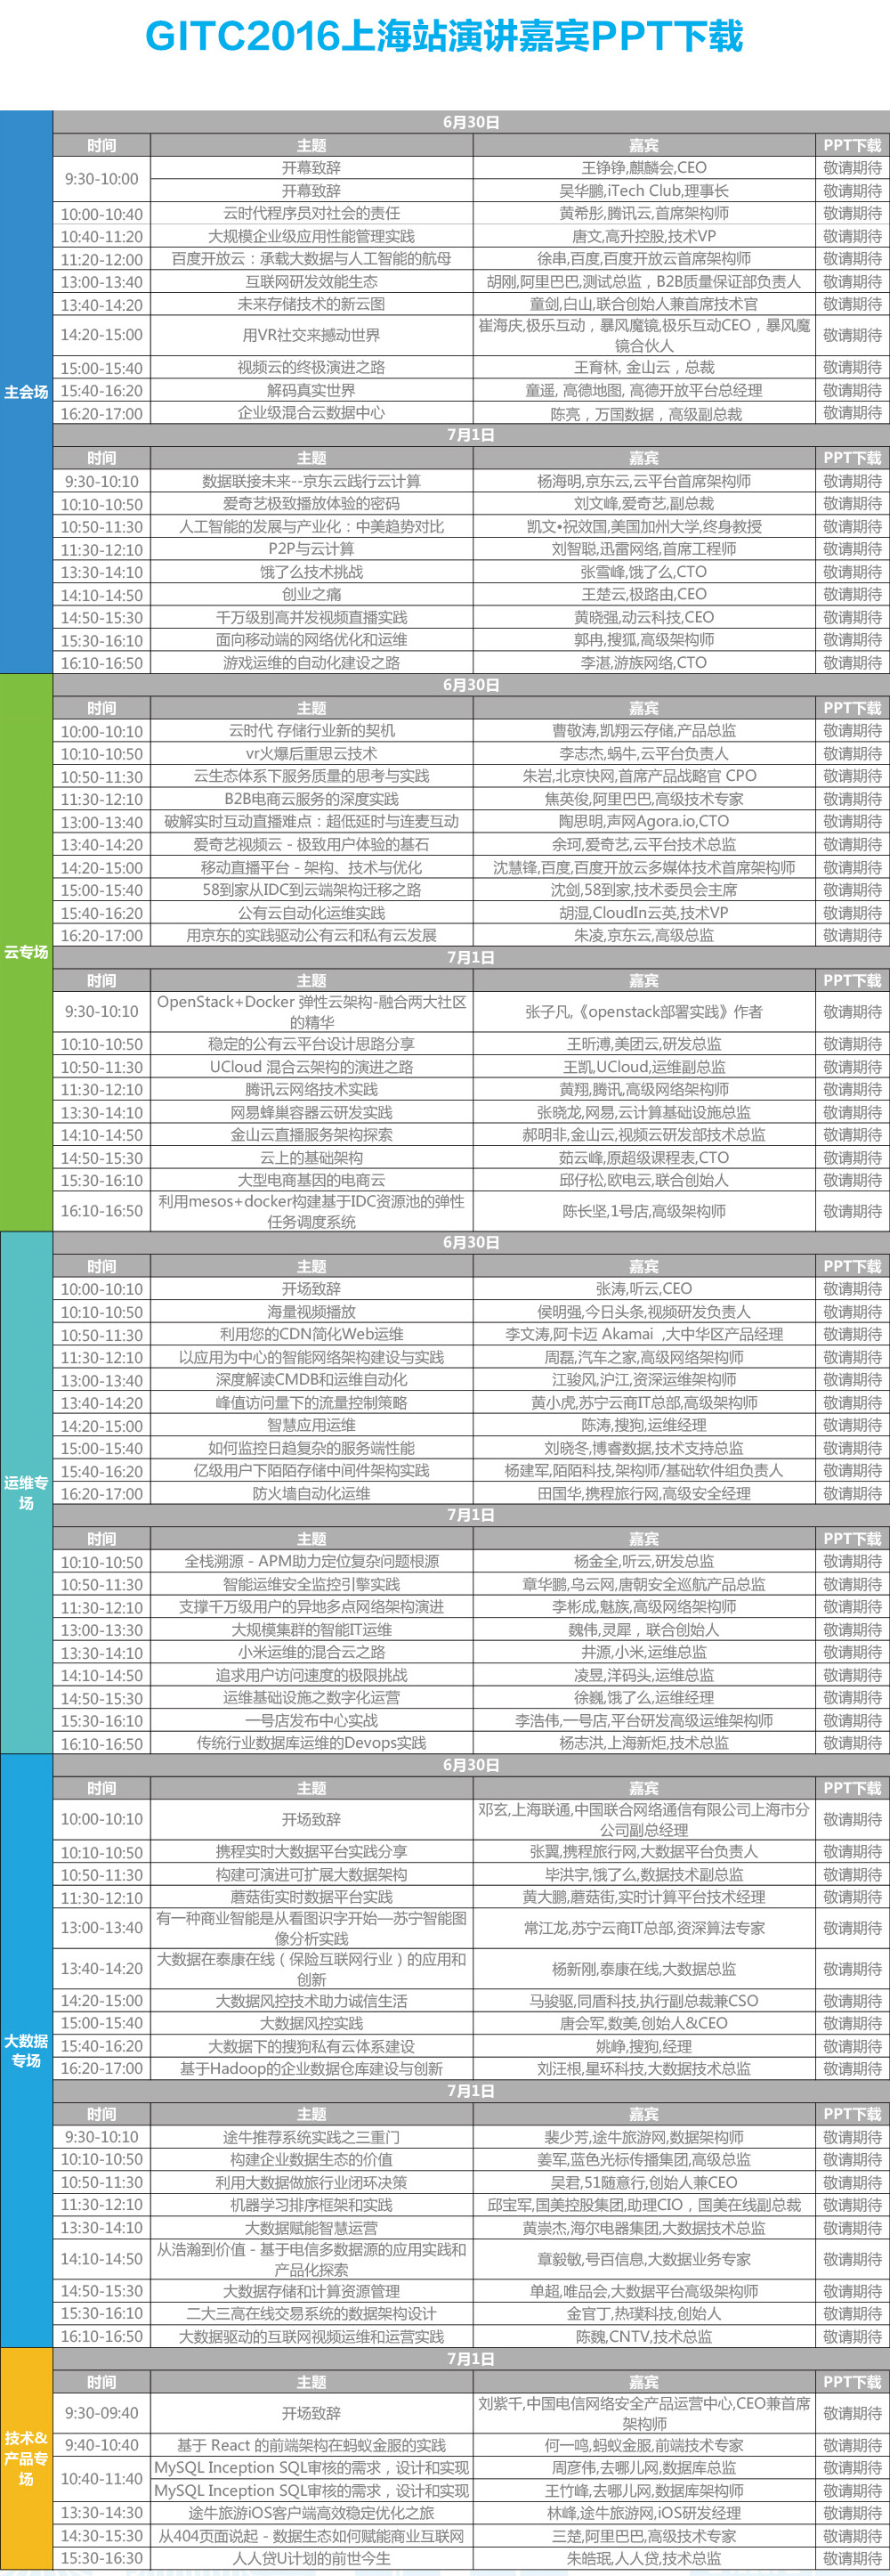 GITC2016上海站演讲嘉宾PPT下载
主会场
6月30日
时间 主题 嘉宾 PPT下载
9:30-10:00 开幕致辞 王铮铮,麒麟会,CEO 敬请期待
开幕致辞 吴华鹏,iTech Club,理事长 敬请期待
10:00-10:40 云时代程序员对社会的责任 黄希彤,腾讯云,首席架构师 敬请期待
10:40-11:20 大规模企业级应用性能管理实践 唐文,高升控股,技术VP 敬请期待
11:20-12:00 百度开放云：承载大数据与人工智能的航母 徐串,百度,百度开放云首席架构师 敬请期待
13:00-13:40 互联网研发效能生态 胡刚,阿里巴巴,测试总监，B2B质量保证部负责人 敬请期待
13:40-14:20 未来存储技术的新云图 童剑,白山,联合创始人兼首席技术官 敬请期待
14:20-15:00 用VR社交来撼动世界 崔海庆,极乐互动，暴风魔镜,极乐互动CEO，暴风魔
镜合伙人 敬请期待
15:00-15:40 视频云的终极演进之路 王育林, 金山云，总裁 敬请期待
15:40-16:20 解码真实世界 童遥, 高德地图, 高德开放平台总经理 敬请期待
16:20-17:00 企业级混合云数据中心 陈亮，万国数据，高级副总裁 敬请期待
7月1日
时间 主题 嘉宾 PPT下载
9:30-10:10 数据联接未来--京东云践行云计算 杨海明,京东云,云平台首席架构师 敬请期待
10:10-10:50 爱奇艺极致播放体验的密码 刘文峰,爱奇艺,副总裁 敬请期待
10:50-11:30 人工智能的发展与产业化：中美趋势对比 凯文•祝效国,美国加州大学,终身教授 敬请期待
11:30-12:10 P2P与云计算 刘智聪,迅雷网络,首席工程师 敬请期待
13:30-14:10 饿了么技术挑战 张雪峰,饿了么,CTO 敬请期待
14:10-14:50 创业之痛 王楚云,极路由,CEO 敬请期待
14:50-15:30 千万级别高并发视频直播实践 黄晓强,动云科技,CEO 敬请期待
15:30-16:10 面向移动端的网络优化和运维 郭冉,搜狐,高级架构师 敬请期待
16:10-16:50 游戏运维的自动化建设之路 李湛,游族网络,CTO 敬请期待
云专场
6月30日
时间 主题 嘉宾 PPT下载
10:00-10:10 云时代 存储行业新的契机 曹敬涛,凯翔云存储,产品总监 敬请期待
10:10-10:50 vr火爆后重思云技术 李志杰,蜗牛,云平台负责人 敬请期待
10:50-11:30 云生态体系下服务质量的思考与实践 朱岩,北京快网,首席产品战略官 CPO 敬请期待
11:30-12:10 B2B电商云服务的深度实践 焦英俊,阿里巴巴,高级技术专家 敬请期待
13:00-13:40 破解实时互动直播难点：超低延时与连麦互动 陶思明,声网Agora.io,CTO 敬请期待
13:40-14:20 爱奇艺视频云 - 极致用户体验的基石 余珂,爱奇艺,云平台技术总监 敬请期待
14:20-15:00 移动直播平台 - 架构、技术与优化 沈慧锋,百度,百度开放云多媒体技术首席架构师 敬请期待
15:00-15:40 58到家从IDC到云端架构迁移之路 沈剑,58到家,技术委员会主席 敬请期待
15:40-16:20 公有云自动化运维实践 胡湿,CloudIn云英,技术VP 敬请期待
16:20-17:00 用京东的实践驱动公有云和私有云发展 朱凌,京东云,高级总监 敬请期待
7月1日
时间 主题 嘉宾 PPT下载
9:30-10:10 OpenStack+Docker 弹性云架构-融合两大社区
的精华 张子凡,《openstack部署实践》作者 敬请期待
10:10-10:50 稳定的公有云平台设计思路分享 王昕溥,美团云,研发总监 敬请期待
10:50-11:30 UCloud 混合云架构的演进之路 王凯,UCloud,运维副总监 敬请期待
11:30-12:10 腾讯云网络技术实践 黄翔,腾讯,高级网络架构师 敬请期待
13:30-14:10 网易蜂巢容器云研发实践 张晓龙,网易,云计算基础设施总监 敬请期待
14:10-14:50 金山云直播服务架构探索 郝明非,金山云,视频云研发部技术总监 敬请期待
14:50-15:30 云上的基础架构 茹云峰,原超级课程表,CTO 敬请期待
15:30-16:10 大型电商基因的电商云 邱仔松,欧电云,联合创始人 敬请期待
16:10-16:50 利用mesos+docker构建基于IDC资源池的弹性
任务调度系统 陈长坚,1号店,高级架构师 敬请期待
运维专
场
6月30日
时间 主题 嘉宾 PPT下载
10:00-10:10 开场致辞 张涛,听云,CEO 敬请期待
10:10-10:50 海量视频播放 侯明强,今日头条,视频研发负责人 敬请期待
10:50-11:30 利用您的CDN简化Web运维 李文涛,阿卡迈 Akamai ,大中华区产品经理 敬请期待
11:30-12:10 以应用为中心的智能网络架构建设与实践 周磊,汽车之家,高级网络架构师 敬请期待
13:00-13:40 深度解读CMDB和运维自动化 江骏风,沪江,资深运维架构师 敬请期待
13:40-14:20 峰值访问量下的流量控制策略 黄小虎,苏宁云商IT总部,高级架构师 敬请期待
14:20-15:00 智慧应用运维 陈涛,搜狗,运维经理 敬请期待
15:00-15:40 如何监控日趋复杂的服务端性能 刘晓冬,博睿数据,技术支持总监 敬请期待
15:40-16:20 亿级用户下陌陌存储中间件架构实践 杨建军,陌陌科技,架构师/基础软件组负责人 敬请期待
16:20-17:00 防火墙自动化运维 田国华,携程旅行网,高级安全经理 敬请期待
7月1日
时间 主题 嘉宾 PPT下载
10:10-10:50 全栈溯源 - APM助力定位复杂问题根源 杨金全,听云,研发总监 敬请期待
10:50-11:30 智能运维安全监控引擎实践 章华鹏,乌云网,唐朝安全巡航产品总监 敬请期待
11:30-12:10 支撑千万级用户的异地多点网络架构演进 李彬成,魅族,高级网络架构师 敬请期待
13:00-13:30 大规模集群的智能IT运维 魏伟,灵犀，联合创始人 敬请期待
13:30-14:10 小米运维的混合云之路 井源,小米,运维总监 敬请期待
14:10-14:50 追求用户访问速度的极限挑战 凌昱,洋码头,运维总监 敬请期待
14:50-15:30 运维基础设施之数字化运营 徐巍,饿了么,运维经理 敬请期待
15:30-16:10 一号店发布中心实战 李浩伟,一号店,平台研发高级运维架构师 敬请期待
16:10-16:50 传统行业数据库运维的Devops实践 杨志洪,上海新炬,技术总监 敬请期待
大数据
专场
6月30日
时间 主题 嘉宾 PPT下载
10:00-10:10 开场致辞 邓玄,上海联通,中国联合网络通信有限公司上海市分
公司副总经理 敬请期待
10:10-10:50 携程实时大数据平台实践分享 张翼,携程旅行网,大数据平台负责人 敬请期待
10:50-11:30 构建可演进可扩展大数据架构 毕洪宇,饿了么,数据技术副总监 敬请期待
11:30-12:10 蘑菇街实时数据平台实践 黄大鹏,蘑菇街,实时计算平台技术经理 敬请期待
13:00-13:40 有一种商业智能是从看图识字开始—苏宁智能图
像分析实践 常江龙,苏宁云商IT总部,资深算法专家 敬请期待
13:40-14:20 大数据在泰康在线（保险互联网行业）的应用和
创新 杨新刚,泰康在线,大数据总监 敬请期待
14:20-15:00 大数据风控技术助力诚信生活 马骏驱,同盾科技,执行副总裁兼CSO 敬请期待
15:00-15:40 大数据风控实践 唐会军,数美,创始人&CEO 敬请期待
15:40-16:20 大数据下的搜狗私有云体系建设 姚峥,搜狗,经理 敬请期待
16:20-17:00 基于Hadoop的企业数据仓库建设与创新 刘汪根,星环科技,大数据技术总监 敬请期待
7月1日
时间 主题 嘉宾 PPT下载
9:30-10:10 途牛推荐系统实践之三重门 裴少芳,途牛旅游网,数据架构师 敬请期待
10:10-10:50 构建企业数据生态的价值 姜军,蓝色光标传播集团,高级总监 敬请期待
10:50-11:30 利用大数据做旅行业闭环决策 吴君,51随意行,创始人兼CEO 敬请期待
11:30-12:10 机器学习排序框架和实践 邱宝军,国美控股集团,助理CIO，国美在线副总裁 敬请期待
13:30-14:10 大数据赋能智慧运营 黄崇杰,海尔电器集团,大数据技术总监 敬请期待
14:10-14:50 从浩瀚到价值 - 基于电信多数据源的应用实践和
产品化探索 章毅敏,号百信息,大数据业务专家 敬请期待
14:50-15:30 大数据存储和计算资源管理 单超,唯品会,大数据平台高级架构师 敬请期待
15:30-16:10 二大三高在线交易系统的数据架构设计 金官丁,热璞科技,创始人 敬请期待
16:10-16:50 大数据驱动的互联网视频运维和运营实践 陈魏,CNTV,技术总监 敬请期待
技术&
产品专
场
7月1日
时间 主题 嘉宾 PPT下载
9:30-09:40 开场致辞 刘紫千,中国电信网络安全产品运营中心,CEO兼首席
架构师 敬请期待
9:40-10:40 基于 React 的前端架构在蚂蚁金服的实践 何一鸣,蚂蚁金服,前端技术专家 敬请期待
10:40-11:40 MySQL Inception SQL审核的需求，设计和实现 周彦伟,去哪儿网,数据库总监 敬请期待
MySQL Inception SQL审核的需求，设计和实现 王竹峰,去哪儿网,数据库架构师 敬请期待
13:30-14:30 途牛旅游iOS客户端高效稳定优化之旅 林峰,途牛旅游网,iOS研发经理 敬请期待
14:30-15:30 从404页面说起 - 数据生态如何赋能商业互联网 三楚,阿里巴巴,高级技术专家 敬请期待
15:30-16:30 人人贷U计划的前世今生 朱皓珉,人人贷,技术总监 敬请期待